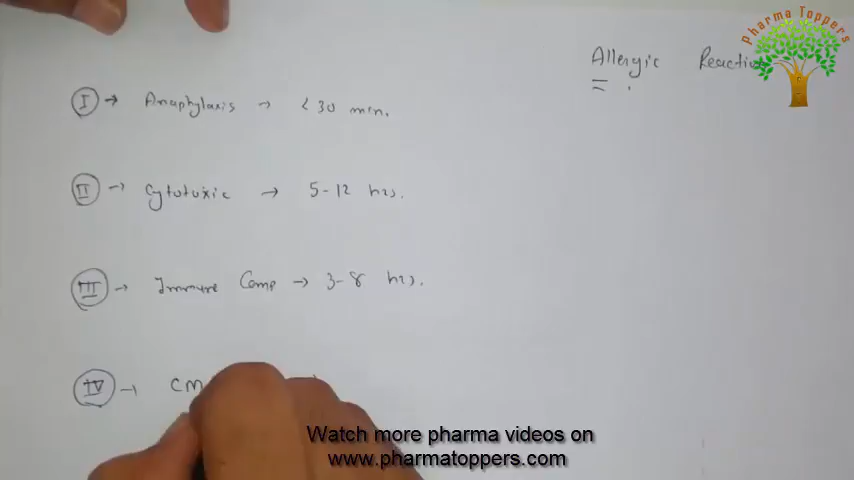 Pharma Toppers
Allergic Reaction
I → Anaphylaxis → < 30 min.
II → Cytotoxic → 5-12 hrs.
III → Immune Comp → 3-8 hrs.
IV → CM
Watch more pharma videos on
www.pharmatoppers.com